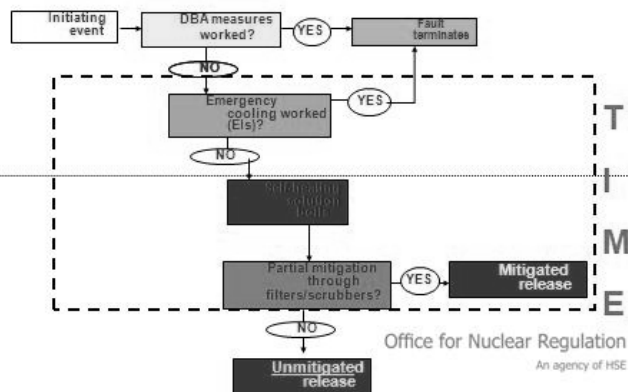 Initiating
event
DBA measures
worked?
YES
Fault
terminates
NO
Emergency
cooling worked
(EIs)?
YES
NO
Self-heating
solution
boils
Partial mitigation
through
filters/scrubbers?
YES
Mitigated
release
NO
Unmitigated
release
T
I
M
E
Office for Nuclear Regulation
An agency of HSE